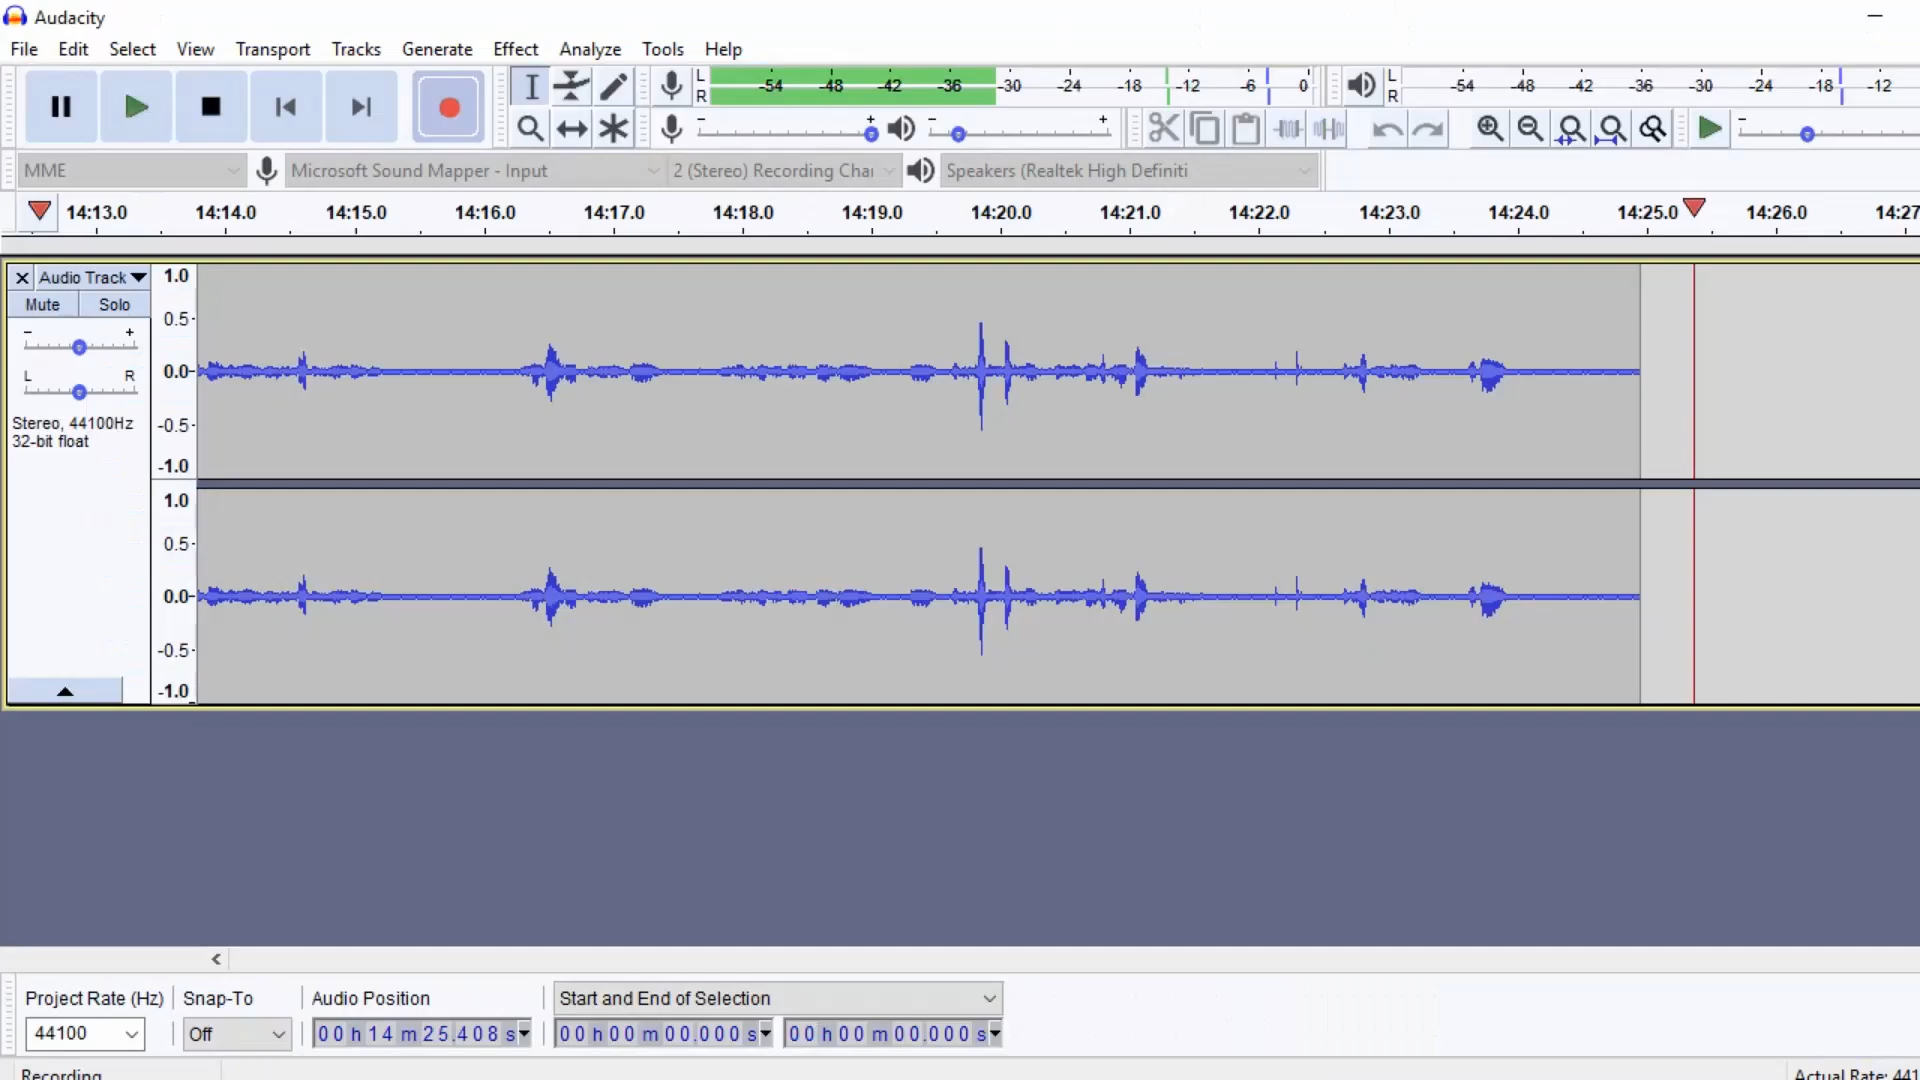 Audacity
File Edit Select View Transport Tracks Generate Effect Analyze Tools Help
L
R
-54 -48 -42 -36 -30 -24 -18 -12 -6 0
L
R
-54 -48 -42 -36 -30 -24 -18 -12
- + - + -
MME Microsoft Sound Mapper - Input 2 (Stereo) Recording Chai Speakers (Realtek High Definiti
14:13.0 14:14.0 14:15.0 14:16.0 14:17.0 14:18.0 14:19.0 14:20.0 14:21.0 14:22.0 14:23.0 14:24.0 14:25.0 14:26.0 14:27
Audio Track
Mute Solo
- +
L R
Stereo, 44100Hz
32-bit float
1.0
0.5
0.0
-0.5
-1.0
1.0
0.5
0.0
-0.5
-1.0
Project Rate (Hz) Snap-To Audio Position Start and End of Selection
44100 Off 00 h 14 m 25.408 s 00 h 00 m 00.000 s 00 h 00 m 00.000 s
Recording Actual Rate: 441